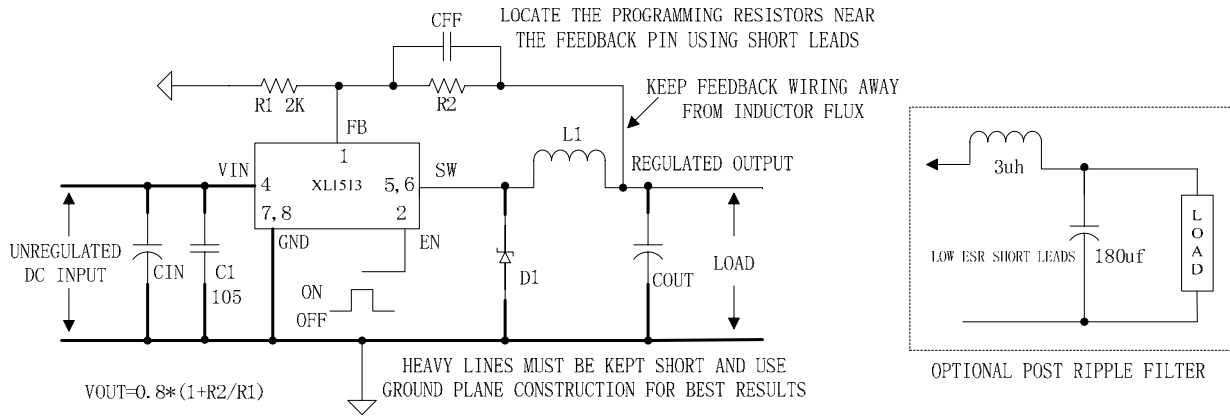 CFF
LOCATE THE PROGRAMMING RESISTORS NEAR
THE FEEDBACK PIN USING SHORT LEADS
R1 2K
R2
KEEP FEEDBACK WIRING AWAY
FROM INDUCTOR FLUX
FB
1
L1
VIN
4
XL1513
5,6
SW
REGULATED OUTPUT
7,8
2
GND
EN
UNREGULATED
DC INPUT
CIN
C1
105
ON
OFF
D1
COUT
LOAD
3uh
LOW ESR SHORT LEADS
180uf
LOAD
VOUT=0.8*(1+R2/R1)
HEAVY LINES MUST BE KEPT SHORT AND USE
GROUND PLANE CONSTRUCTION FOR BEST RESULTS
OPTIONAL POST RIPPLE FILTER